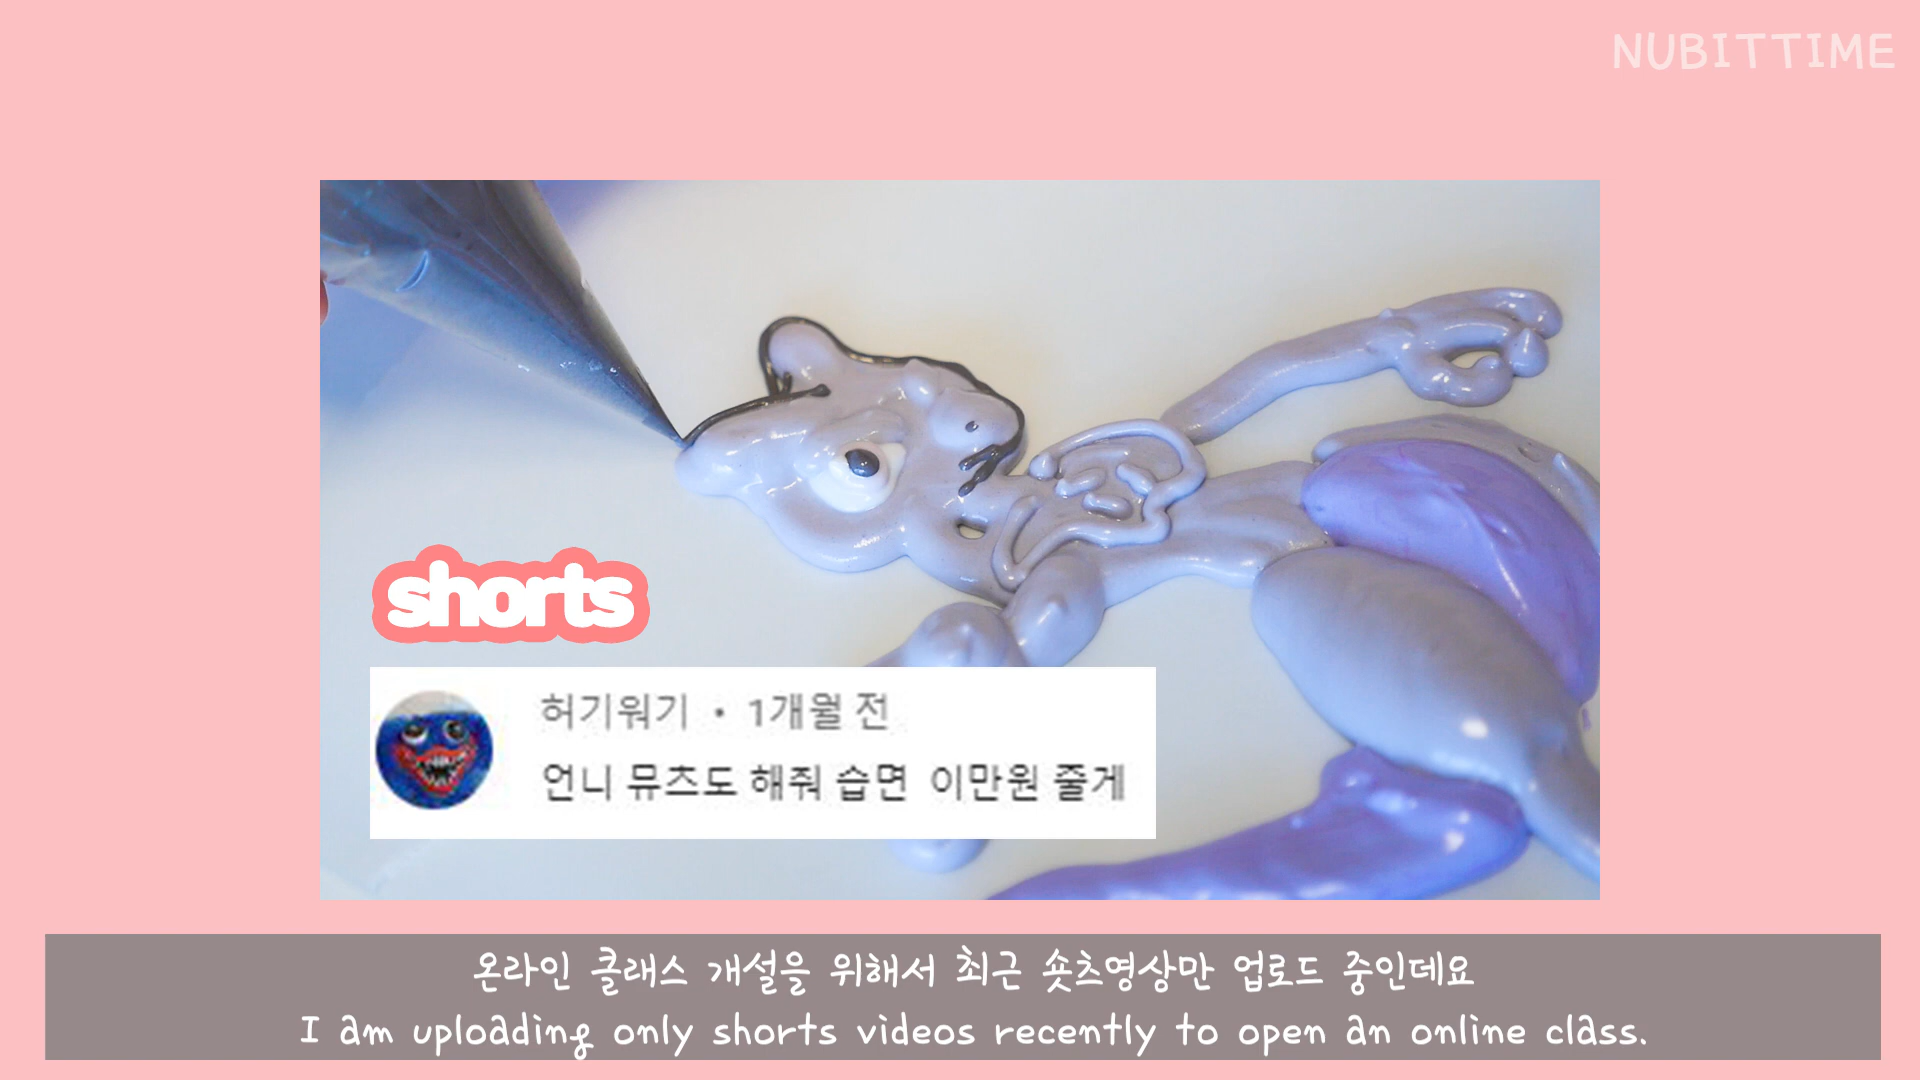 NUBITTIME
shorts
허기워기 • 1개월 전
언니 뮤츠도 해줘 습면 이만원 줄게
온라인 클래스 개설을 위해서 최근 숏츠영상만 업로드 중인데요
I am uploading only shorts videos recently to open an online class.